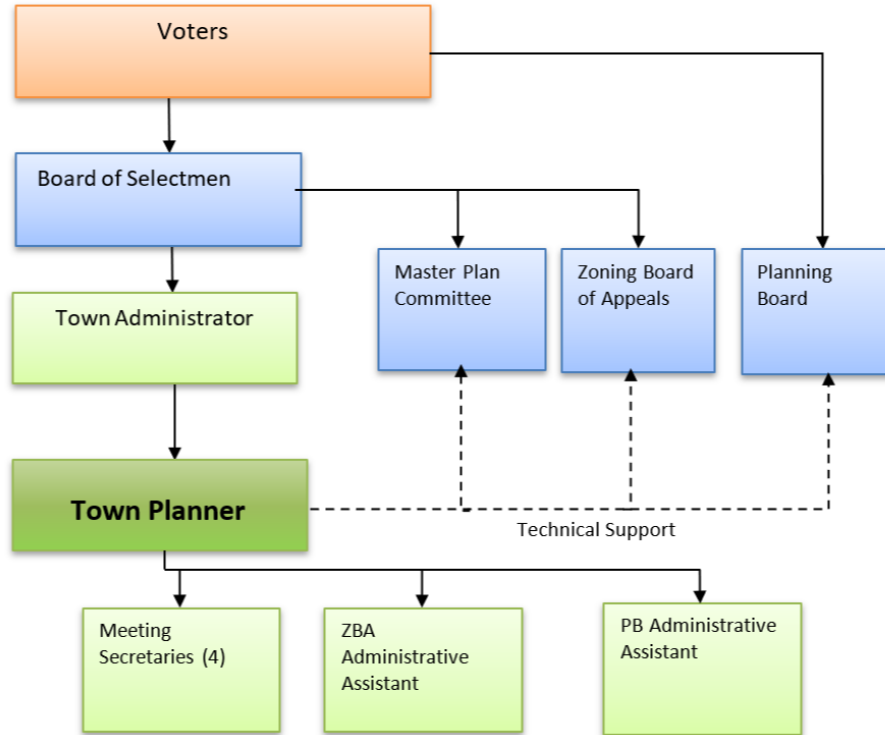 Voters
Board of Selectmen
Master Plan
Committee
Zoning Board
of Appeals
Planning
Board
Town Administrator
Town Planner
Technical Support
Meeting
Secretaries (4)
ZBA
Administrative
Assistant
PB Administrative
Assistant